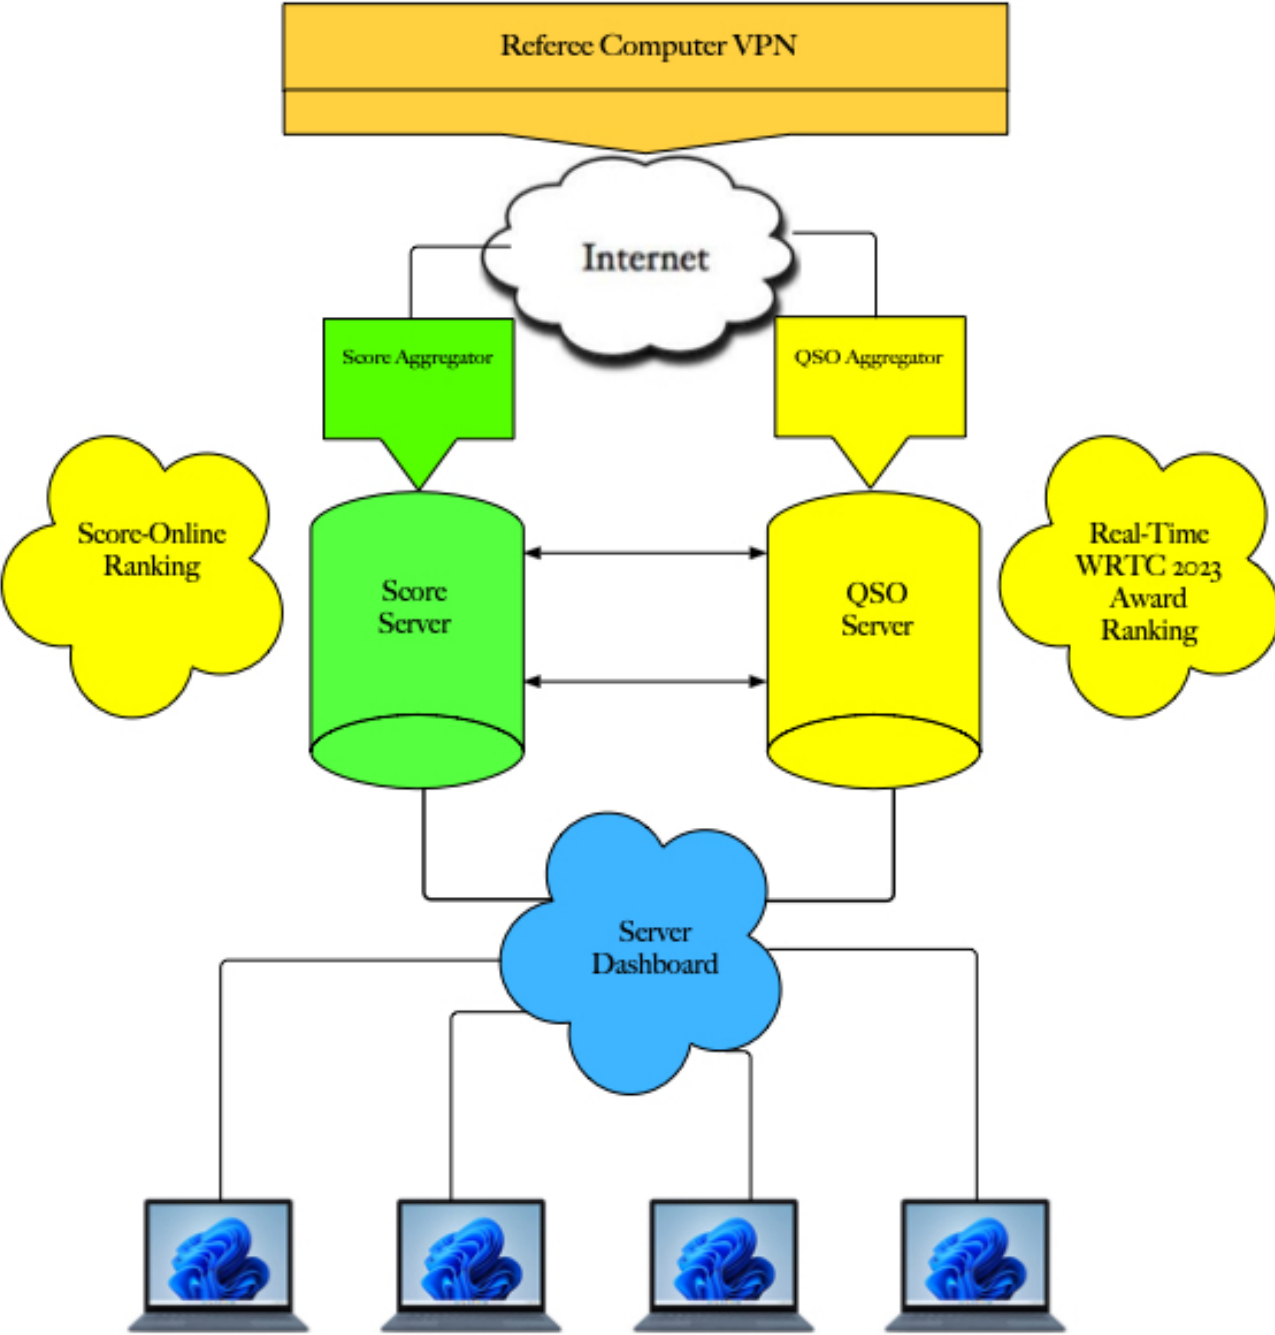 Referee Computer VPN
Internet
Score Aggregator
QSO Aggregator
Score-Online
Ranking
Score
Server
QSO
Server
Real-Time
WRTC 2023
Award
Ranking
Server
Dashboard